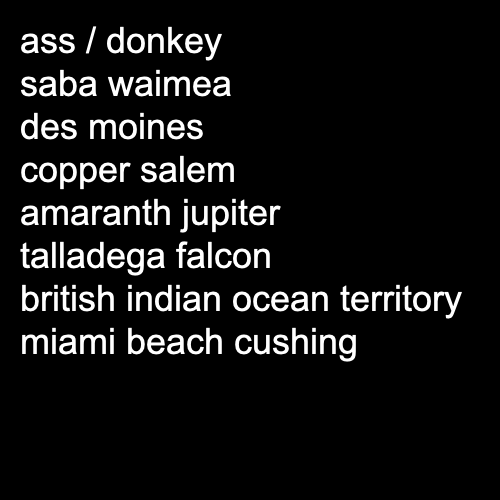 ass / donkey
saba waimea
des moines
copper salem
amaranth jupiter
talladega falcon
british indian ocean territory
miami beach cushing